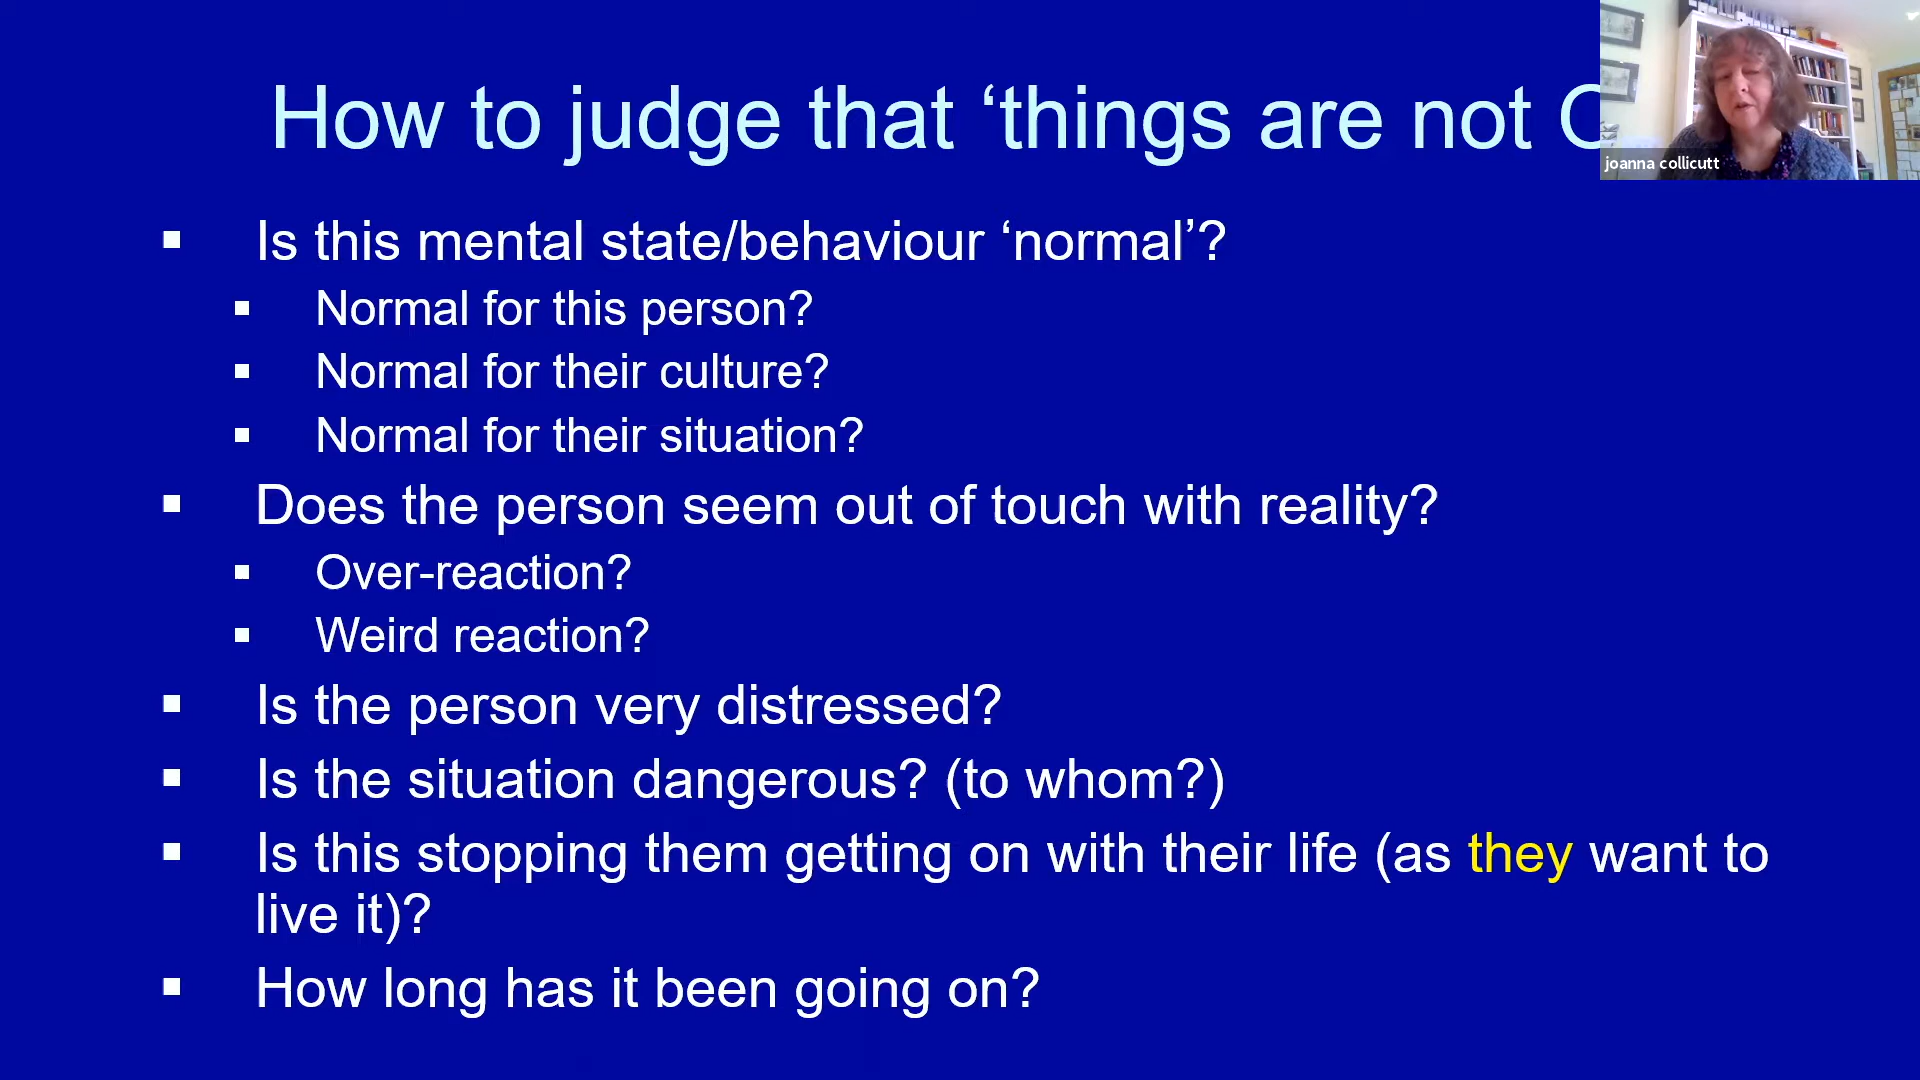 How to judge that ‘things are not
joanna collicutt
▪ Is this mental state/behaviour ‘normal’?
▪ Normal for this person?
▪ Normal for their culture?
▪ Normal for their situation?
▪ Does the person seem out of touch with reality?
▪ Over-reaction?
▪ Weird reaction?
▪ Is the person very distressed?
▪ Is the situation dangerous? (to whom?)
▪ Is this stopping them getting on with their life (as they want to
live it)?
▪ How long has it been going on?